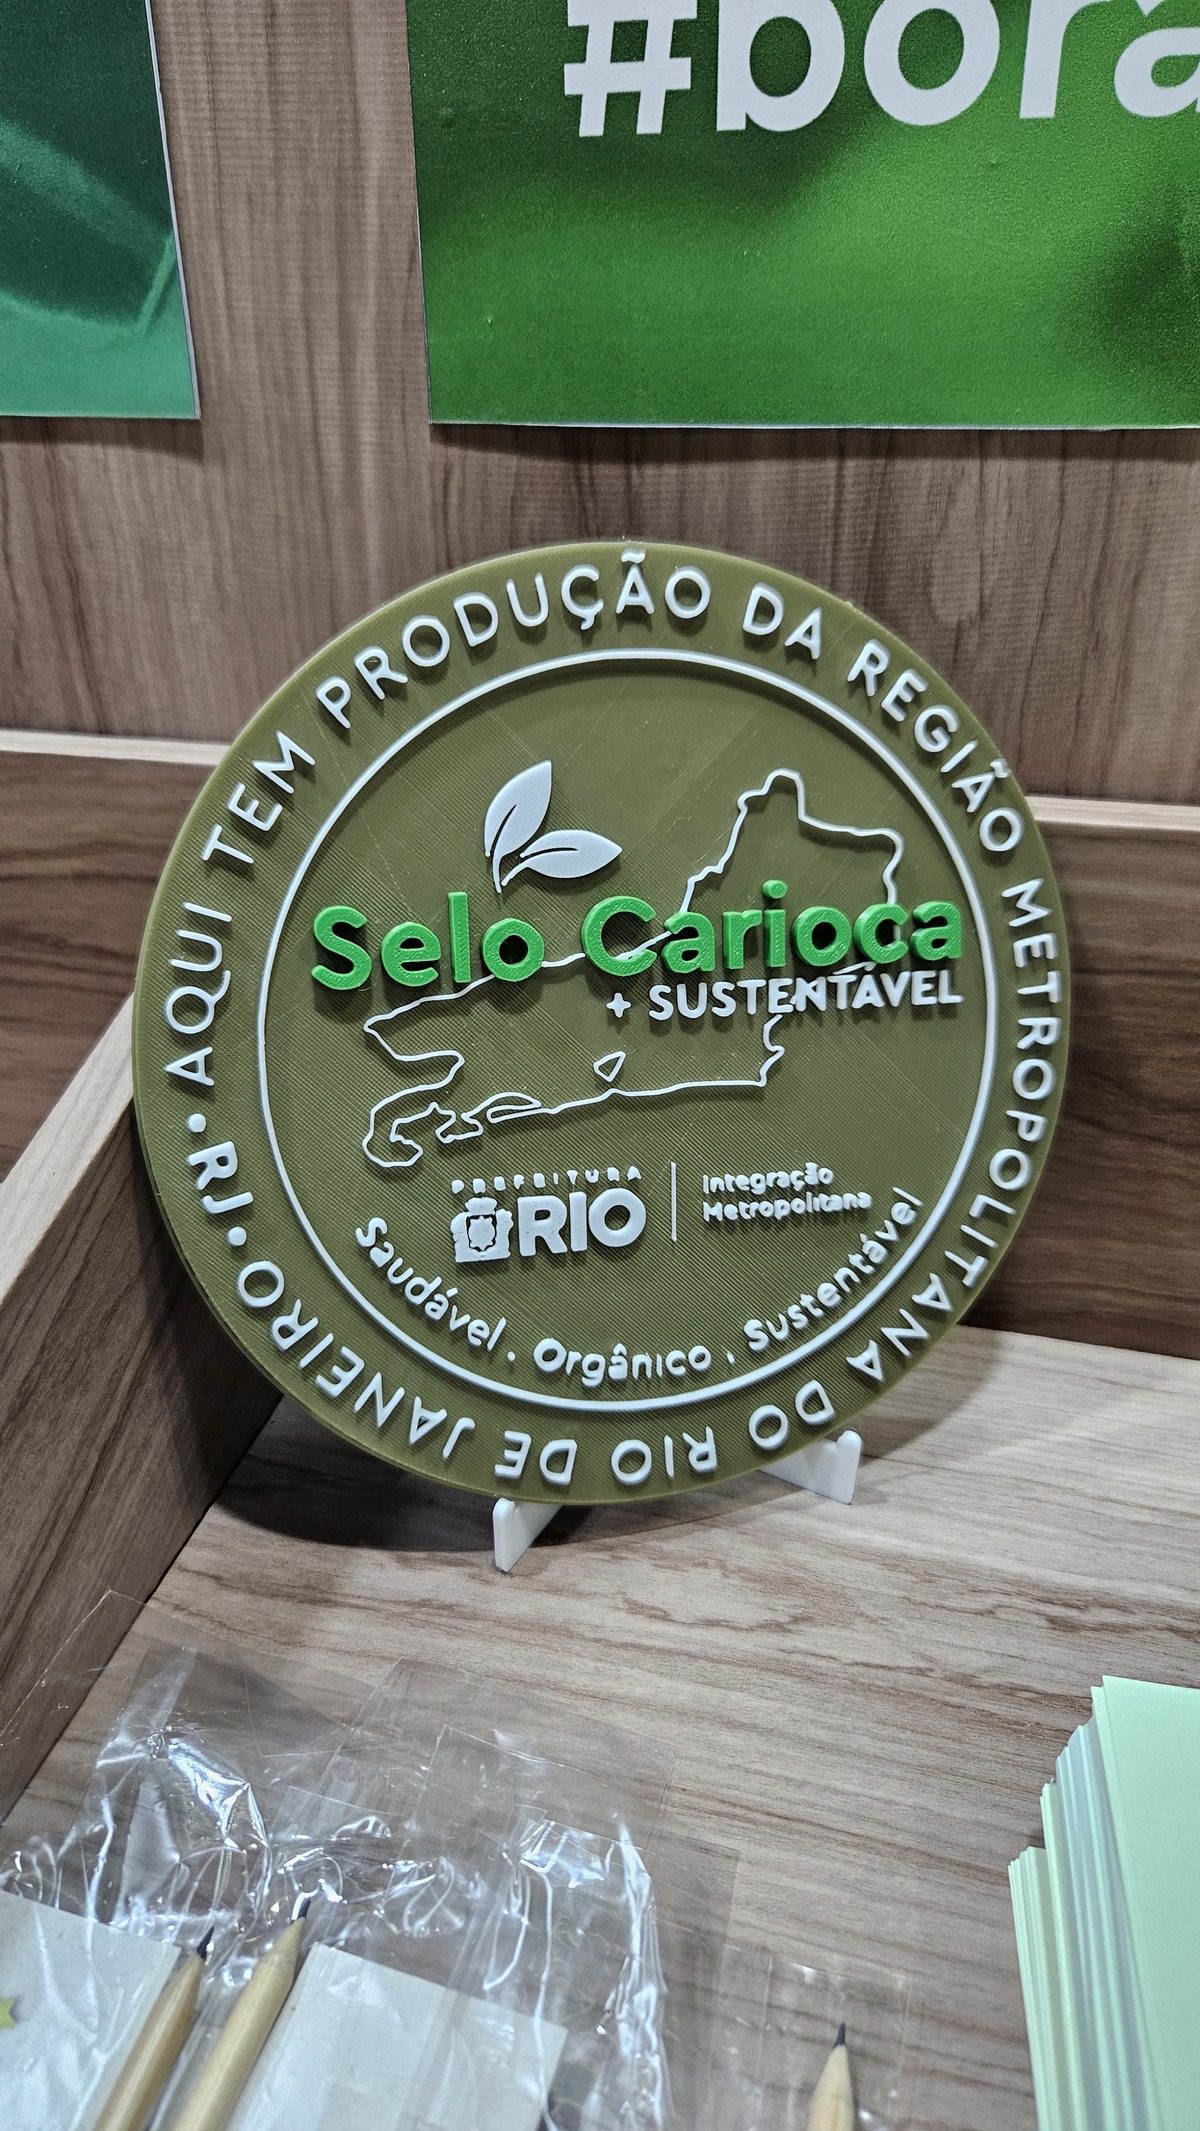 #bora
AQUI TEM PRODUÇÃO DA REGIÃO METROPOLITANA DO RIO DE JANEIRO • RJ •
Selo Carioca
+ SUSTENTÁVEL
PREFEITURA
RIO
Integração
Metropolitana
Saudável . Orgânico . Sustentável